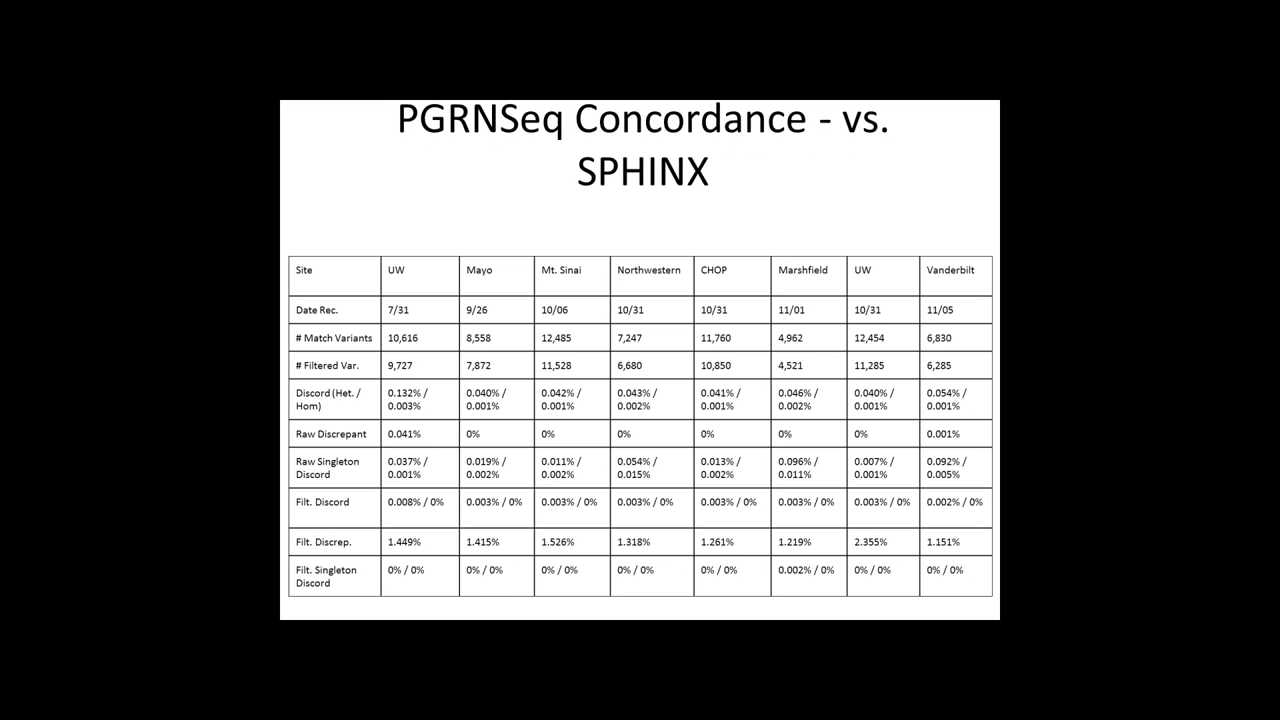 PGRNSeq Concordance - vs.
SPHINX
Site UW Mayo Mt. Sinai Northwestern CHOP Marshfield UW Vanderbilt
Date Rec. 7/31 9/26 10/06 10/31 10/31 11/01 10/31 11/05
# Match Variants 10,616 8,558 12,485 7,247 11,760 4,962 12,454 6,830
# Filtered Var. 9,727 7,872 11,528 6,680 10,850 4,521 11,285 6,285
Discord (Het. / 0.132% / 0.040% / 0.042% / 0.043% / 0.041% / 0.046% / 0.040% / 0.054% /
Hom) 0.003% 0.001% 0.001% 0.002% 0.001% 0.002% 0.001% 0.001%
Raw Discrepant 0.041% 0% 0% 0% 0% 0% 0% 0.001%
Raw Singleton 0.037% / 0.019% / 0.011% / 0.054% / 0.013% / 0.096% / 0.007% / 0.092% /
Discord 0.001% 0.002% 0.002% 0.015% 0.002% 0.011% 0.001% 0.005%
Filt. Discord 0.008% / 0% 0.003% / 0% 0.003% / 0% 0.003% / 0% 0.003% / 0% 0.003% / 0% 0.003% / 0% 0.002% / 0%
Filt. Discrep. 1.449% 1.415% 1.526% 1.318% 1.261% 1.219% 2.355% 1.151%
Filt. Singleton 0% / 0% 0% / 0% 0% / 0% 0% / 0% 0% / 0% 0.002% / 0% 0% / 0% 0% / 0%
Discord